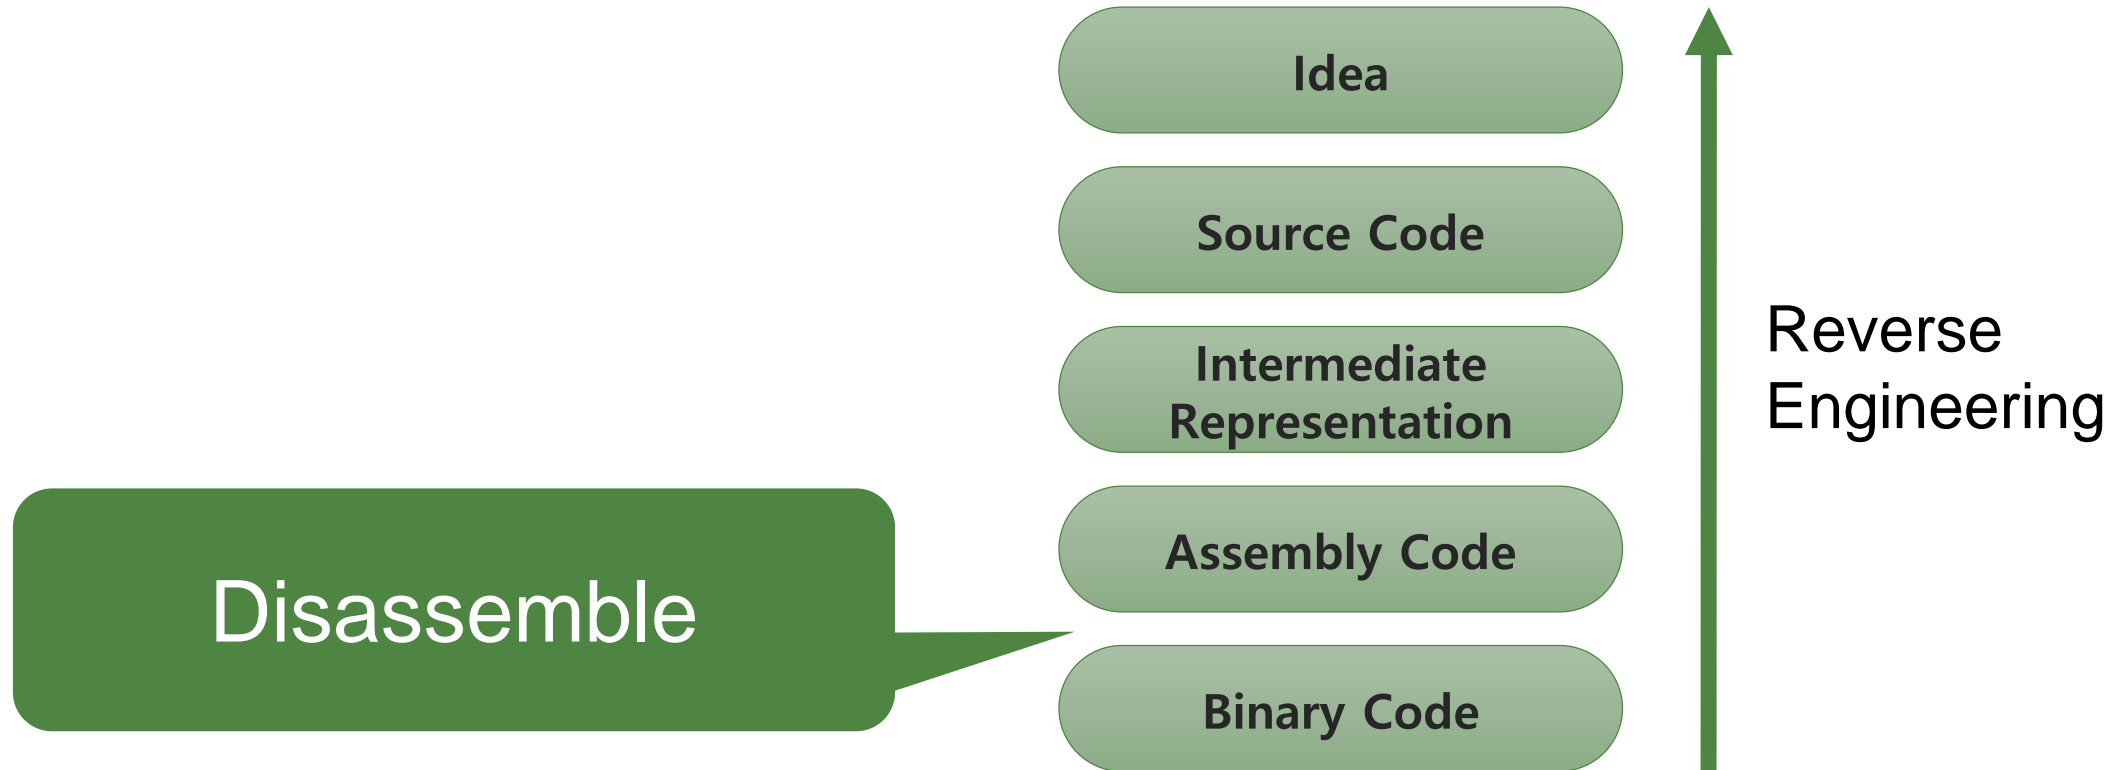 Idea
Source Code
Intermediate
Representation
Reverse
Engineering
Assembly Code
Disassemble
Binary Code